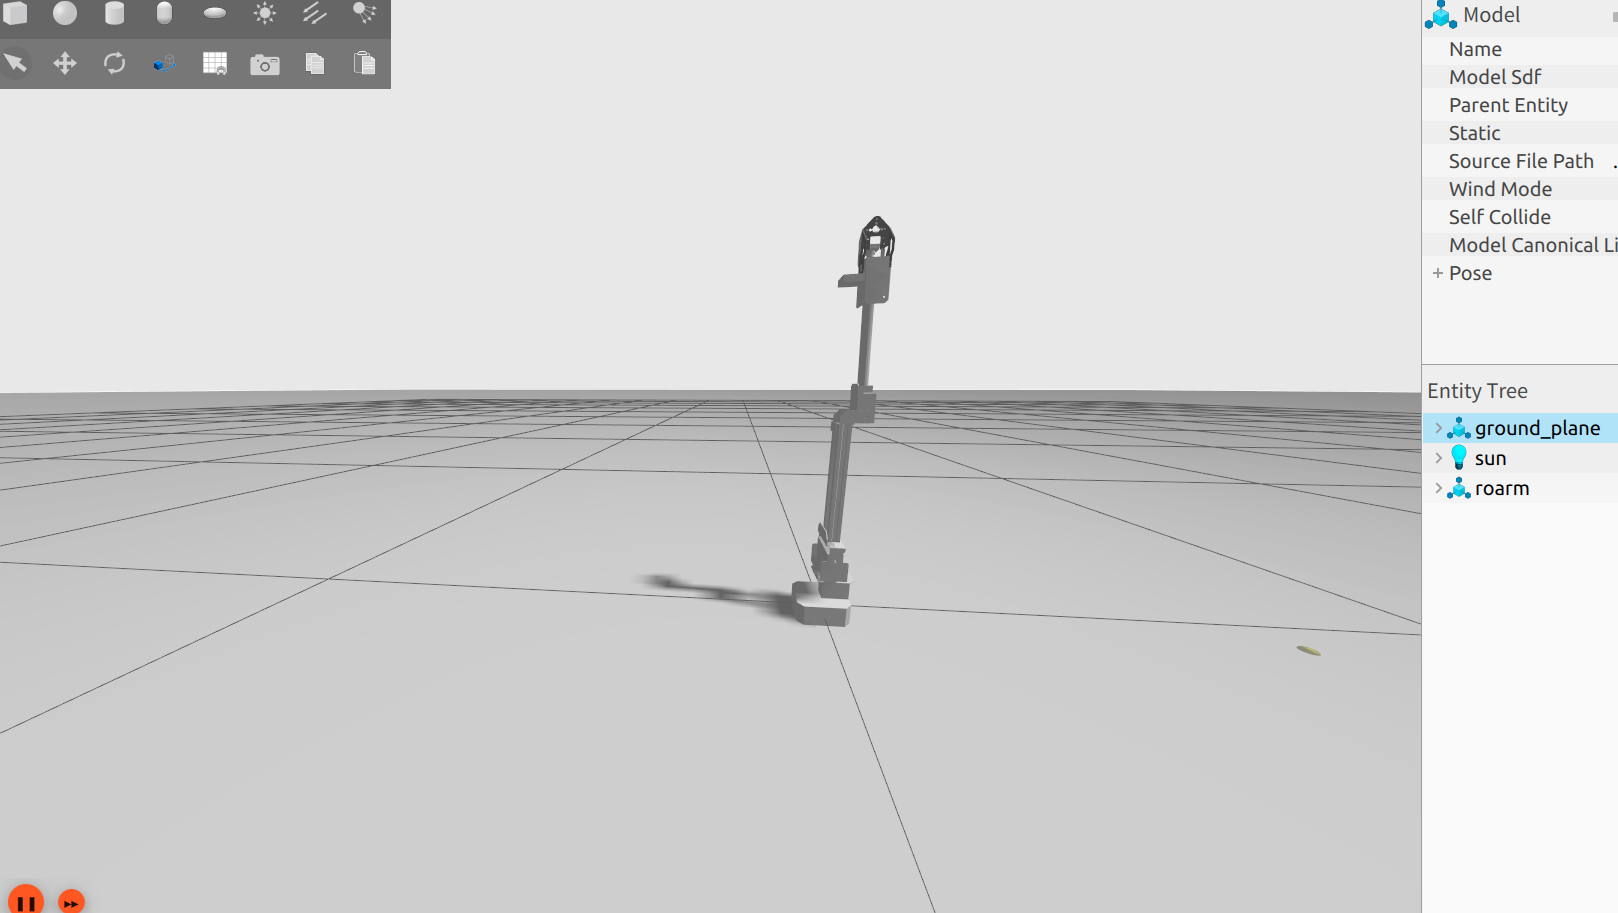 Model
Name
Model Sdf
Parent Entity
Static
Source File Path .
Wind Mode
Self Collide
Model Canonical Li
+ Pose
Entity Tree
ground_plane
sun
roarm